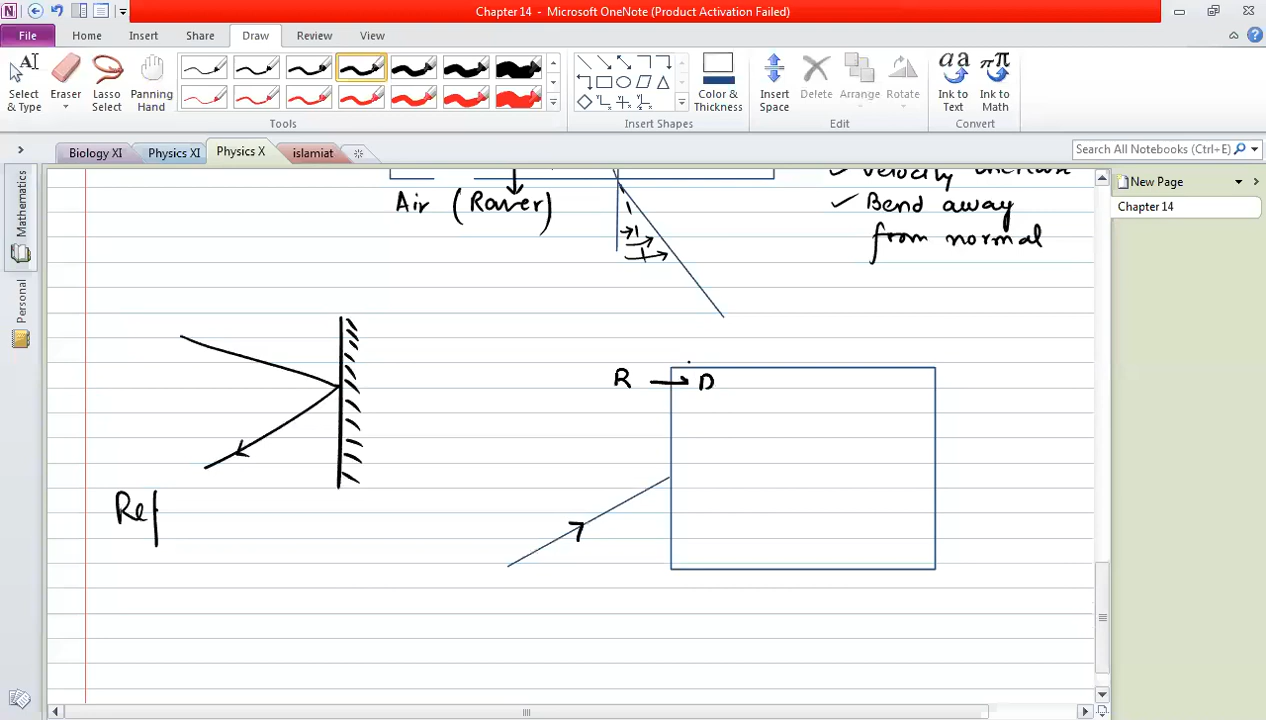 Chapter 14 - Microsoft OneNote (Product Activation Failed)
File Home Insert Share Draw Review View
Select & Type
Eraser
Lasso Select
Panning Hand
Color & Thickness
Insert Space
Delete
Arrange
Rotate
Ink to Text
Ink to Math
Tools
Insert Shapes
Edit
Convert
Biology XI Physics XI Physics X islamiat
Search All Notebooks (Ctrl+E)
New Page
Chapter 14
Mathematics
Personal
Velocity
Air (Rarer)
Bend away
from normal
R → D
Ref